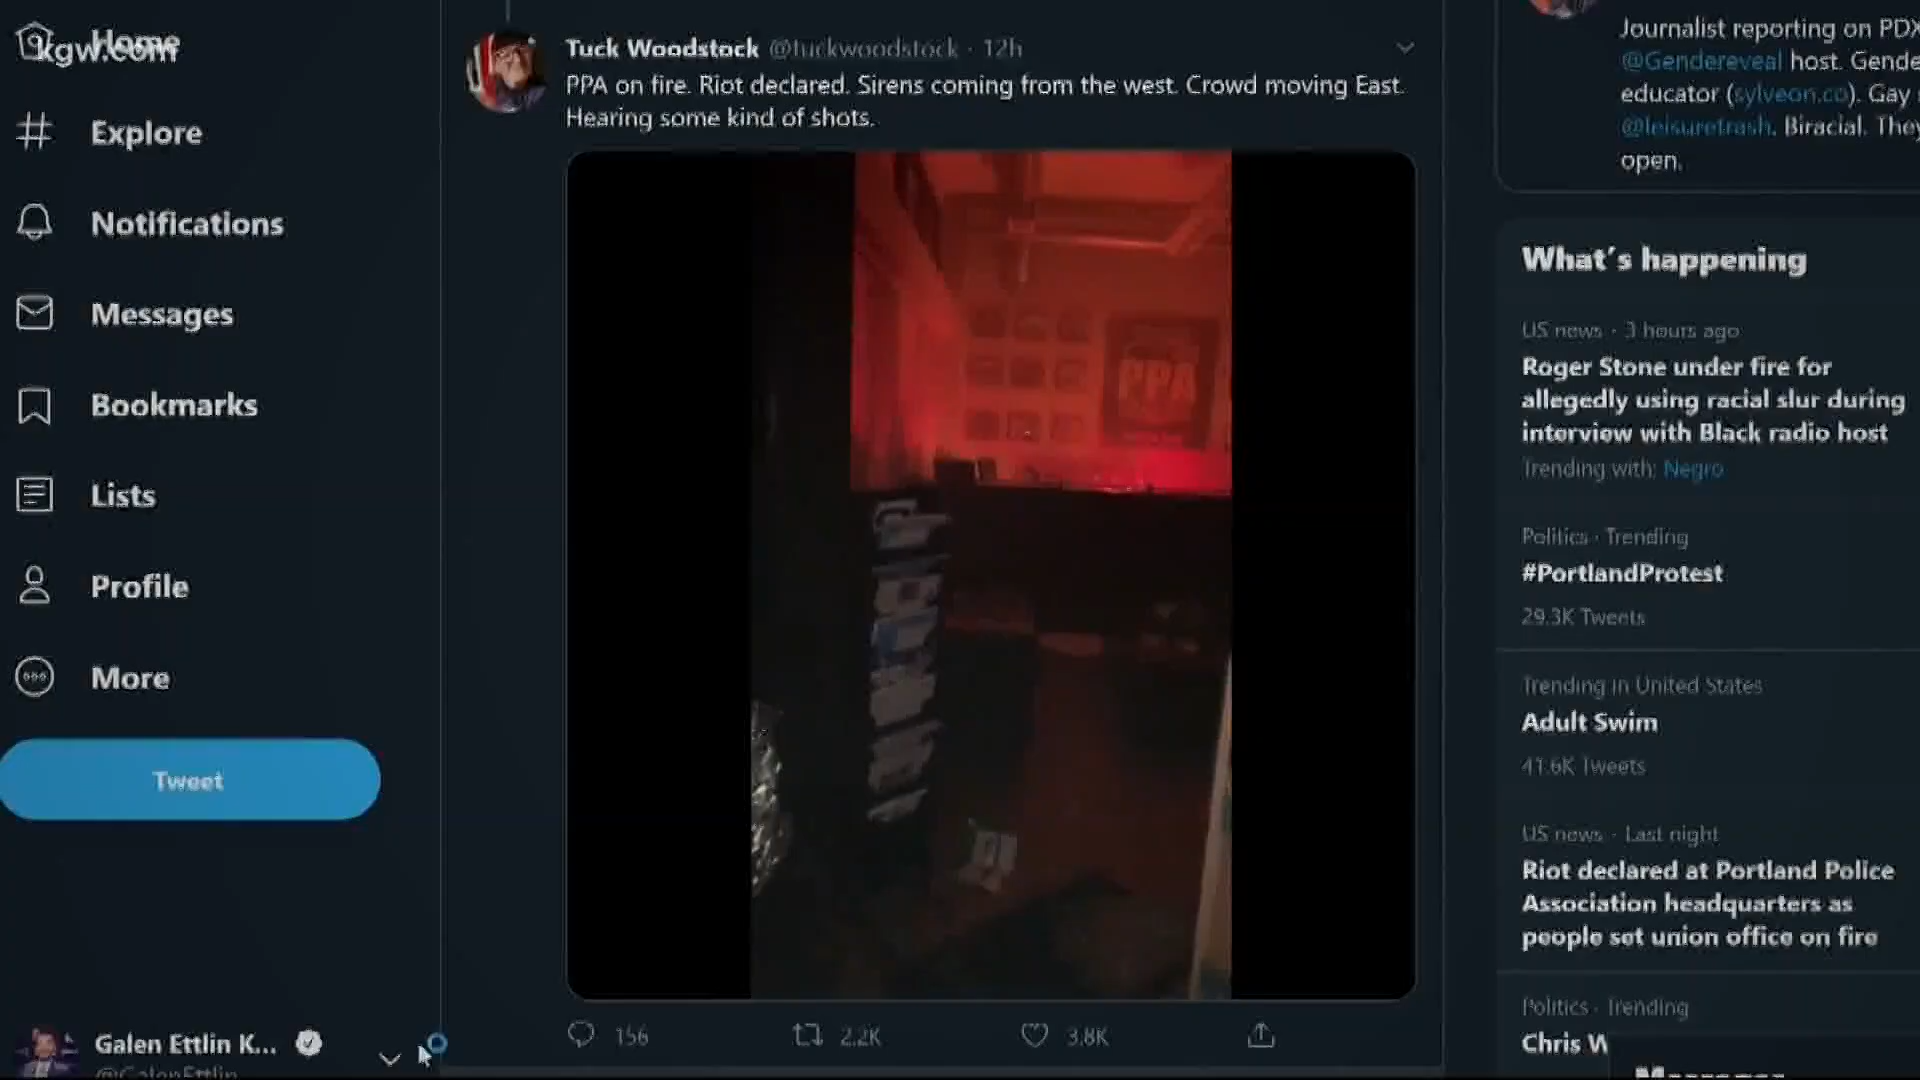 kgw.com
Home
Explore
Notifications
Messages
Bookmarks
Lists
Profile
More
Tweet
Galen Ettlin K...
@GalenEttlin
Tuck Woodstock @tuckwoodstock · 12h
PPA on fire. Riot declared. Sirens coming from the west. Crowd moving East.
Hearing some kind of shots.
PPA
156
2.2K
3.8K
Journalist reporting on PDX
@Gendereveal host. Gende
educator (sylveon.co). Gay
@leisuretrash. Biracial. They
open.
What's happening
US news · 3 hours ago
Roger Stone under fire for
allegedly using racial slur during
interview with Black radio host
Trending with: Negro
Politics · Trending
#PortlandProtest
29.3K Tweets
Trending in United States
Adult Swim
41.6K Tweets
US news · Last night
Riot declared at Portland Police
Association headquarters as
people set union office on fire
Politics · Trending
Chris W